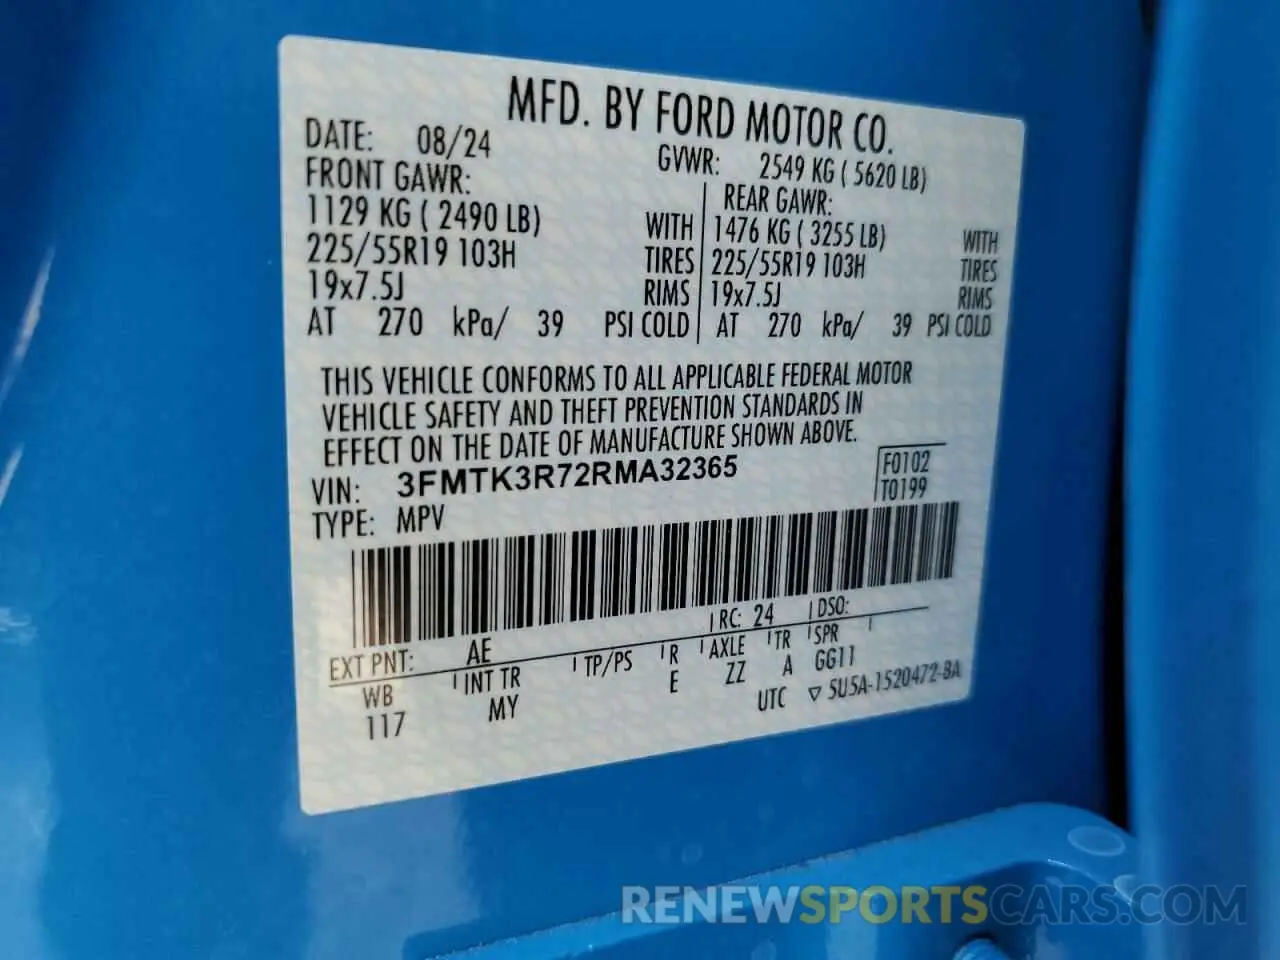 MFD. BY FORD MOTOR CO.
DATE: 08/24 GVWR: 2549 KG ( 5620 LB)
FRONT GAWR: REAR GAWR:
1129 KG ( 2490 LB) WITH 1476 KG ( 3255 LB) WITH
225/55R19 103H TIRES 225/55R19 103H TIRES
19x7.5J RIMS 19x7.5J RIMS
AT 270 kPa/ 39 PSI COLD AT 270 kPa/ 39 PSI COLD
THIS VEHICLE CONFORMS TO ALL APPLICABLE FEDERAL MOTOR
VEHICLE SAFETY AND THEFT PREVENTION STANDARDS IN
EFFECT ON THE DATE OF MANUFACTURE SHOWN ABOVE.
VIN: 3FMTK3R72RMA32365 F0102
TYPE: MPV T0199
EXT PNT: AE RC: 24 DSO:
WB INT TR TP/PS R AXLE TR SPR
117 MY E ZZ A GG11
UTC ▽ 5U5A-1520472-BA
RENEWSPORTSCARS.COM